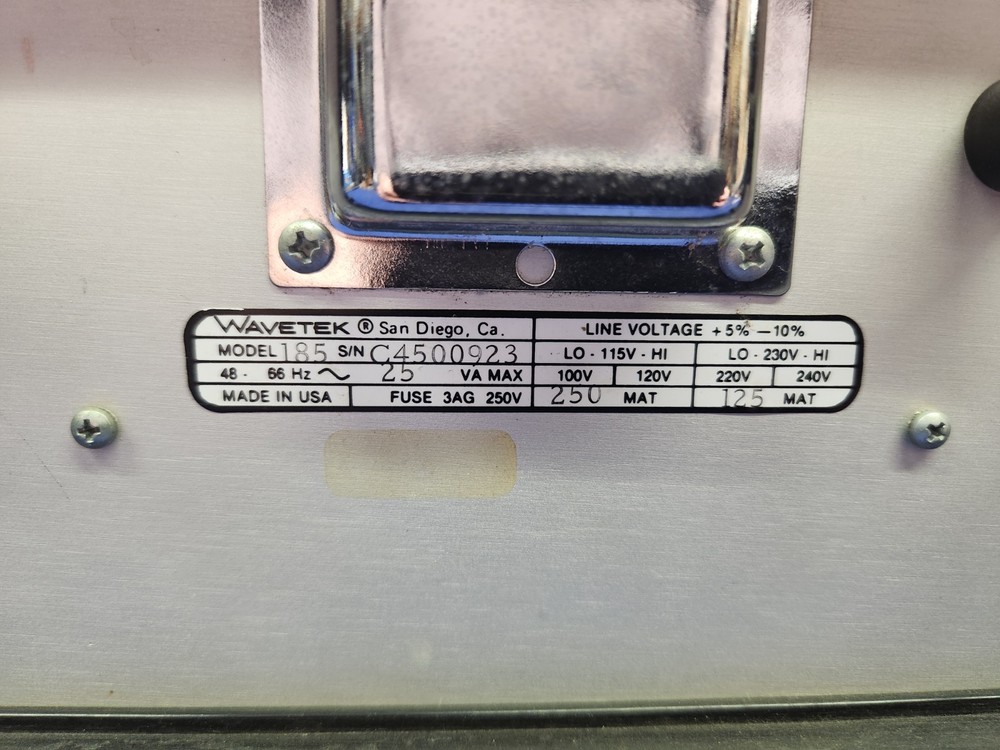 WAVETEK ® San Diego, Ca.
MODEL 185 S/N C4500923
48 - 66 Hz ~ 25 VA MAX
MADE IN USA FUSE 3AG 250V
LINE VOLTAGE +5% -10%
LO - 115V - HI LO - 230V - HI
100V 120V 220V 240V
250 MAT 125 MAT